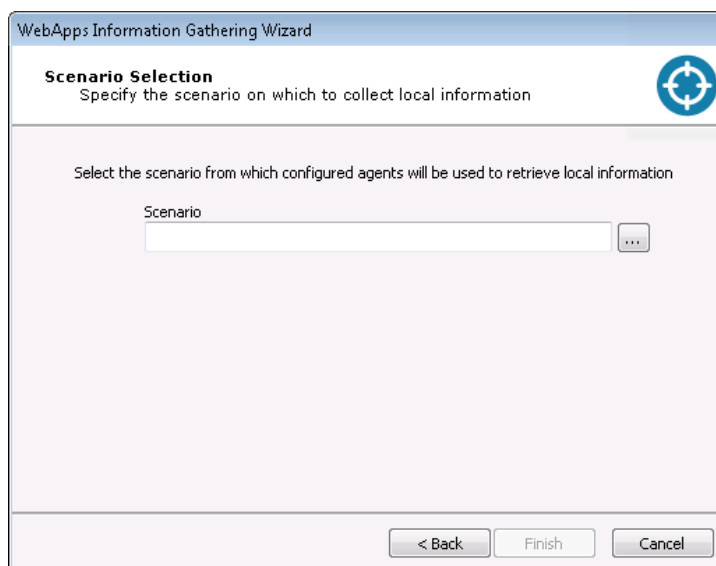 WebApps Information Gathering Wizard
Scenario Selection
Specify the scenario on which to collect local information
Select the scenario from which configured agents will be used to retrieve local information
Scenario
...
< Back Finish Cancel